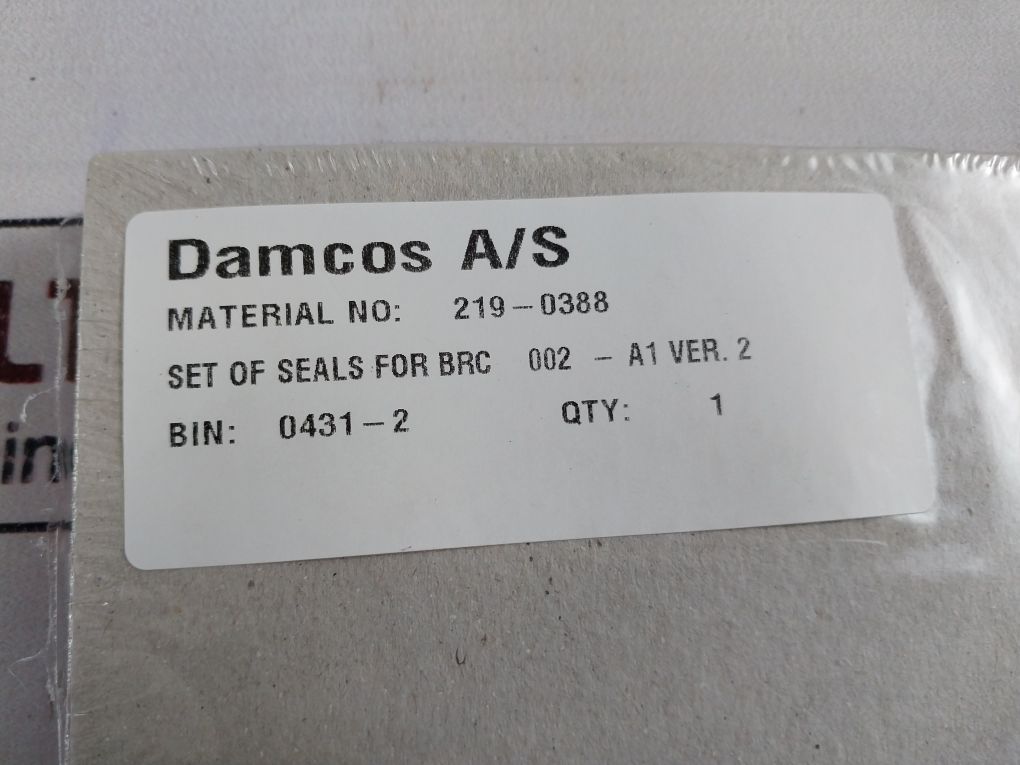 Damcos A/S
MATERIAL NO: 219-0388
SET OF SEALS FOR BRC 002 - A1 VER. 2
BIN: 0431-2 QTY: 1